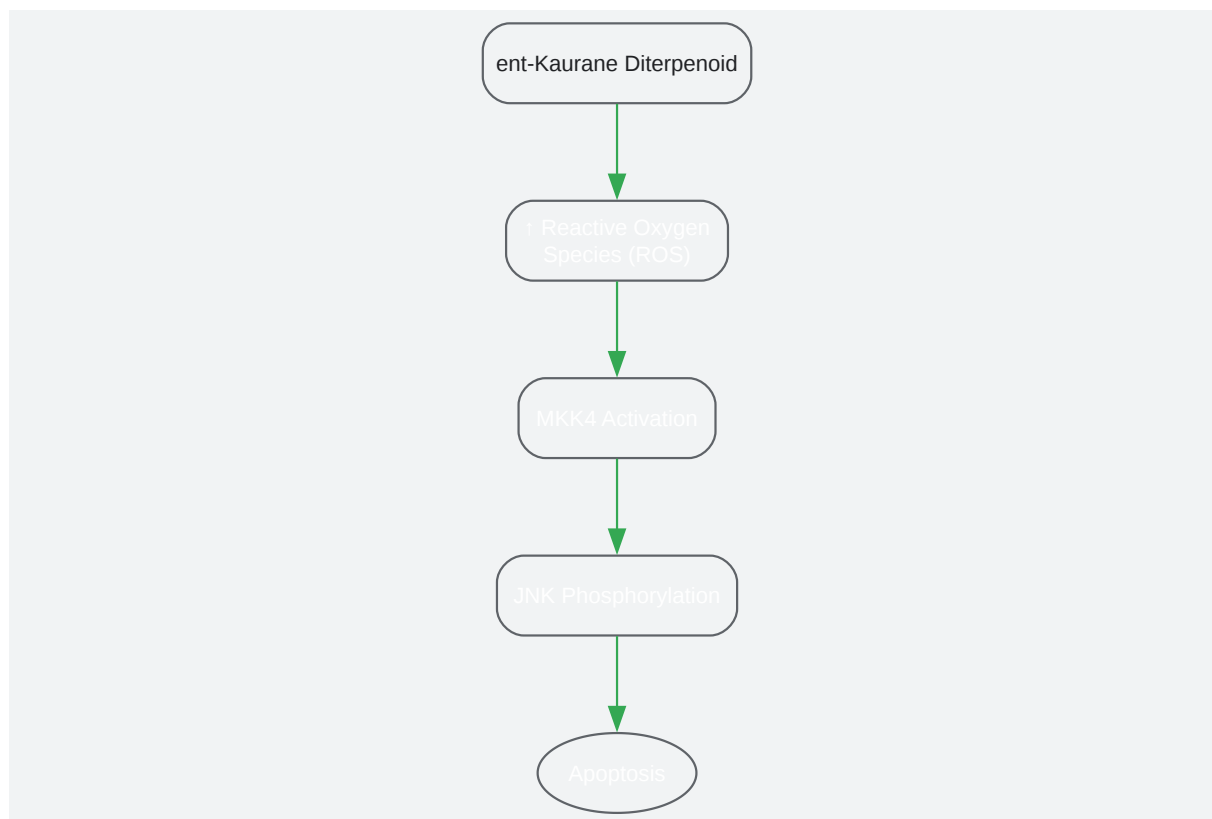 ent-Kaurane Diterpenoid
↑ Reactive Oxygen
Species (ROS)
MKK4 Activation
JNK Phosphorylation
Apoptosis